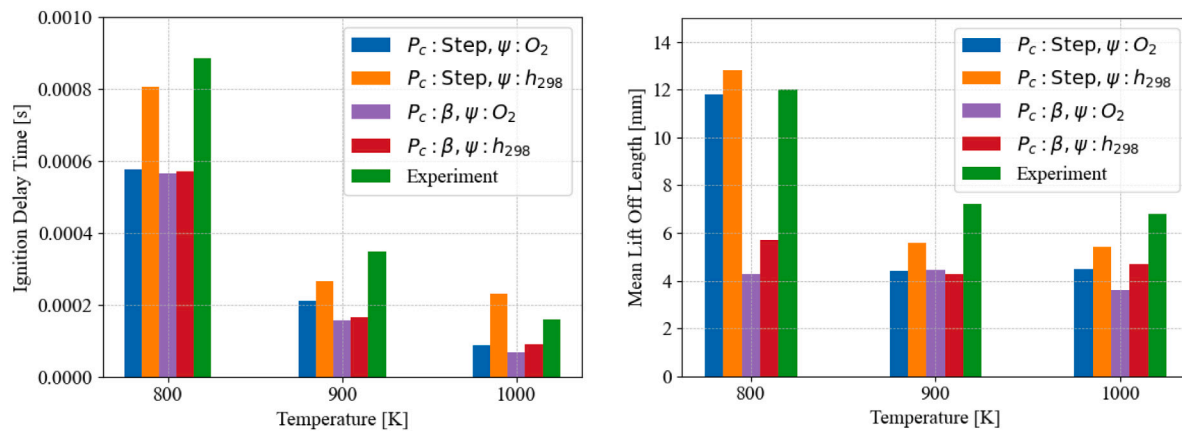 0.0010
0.0008
0.0006
0.0004
0.0002
0.0000
Ignition Delay Time [s]
P_c : Step, ψ : O_2
P_c : Step, ψ : h_298
P_c : β, ψ : O_2
P_c : β, ψ : h_298
Experiment
800
900
1000
Temperature [K]
14
12
10
8
6
4
2
0
Mean Lift Off Length [mm]
P_c : Step, ψ : O_2
P_c : Step, ψ : h_298
P_c : β, ψ : O_2
P_c : β, ψ : h_298
Experiment
800
900
1000
Temperature [K]